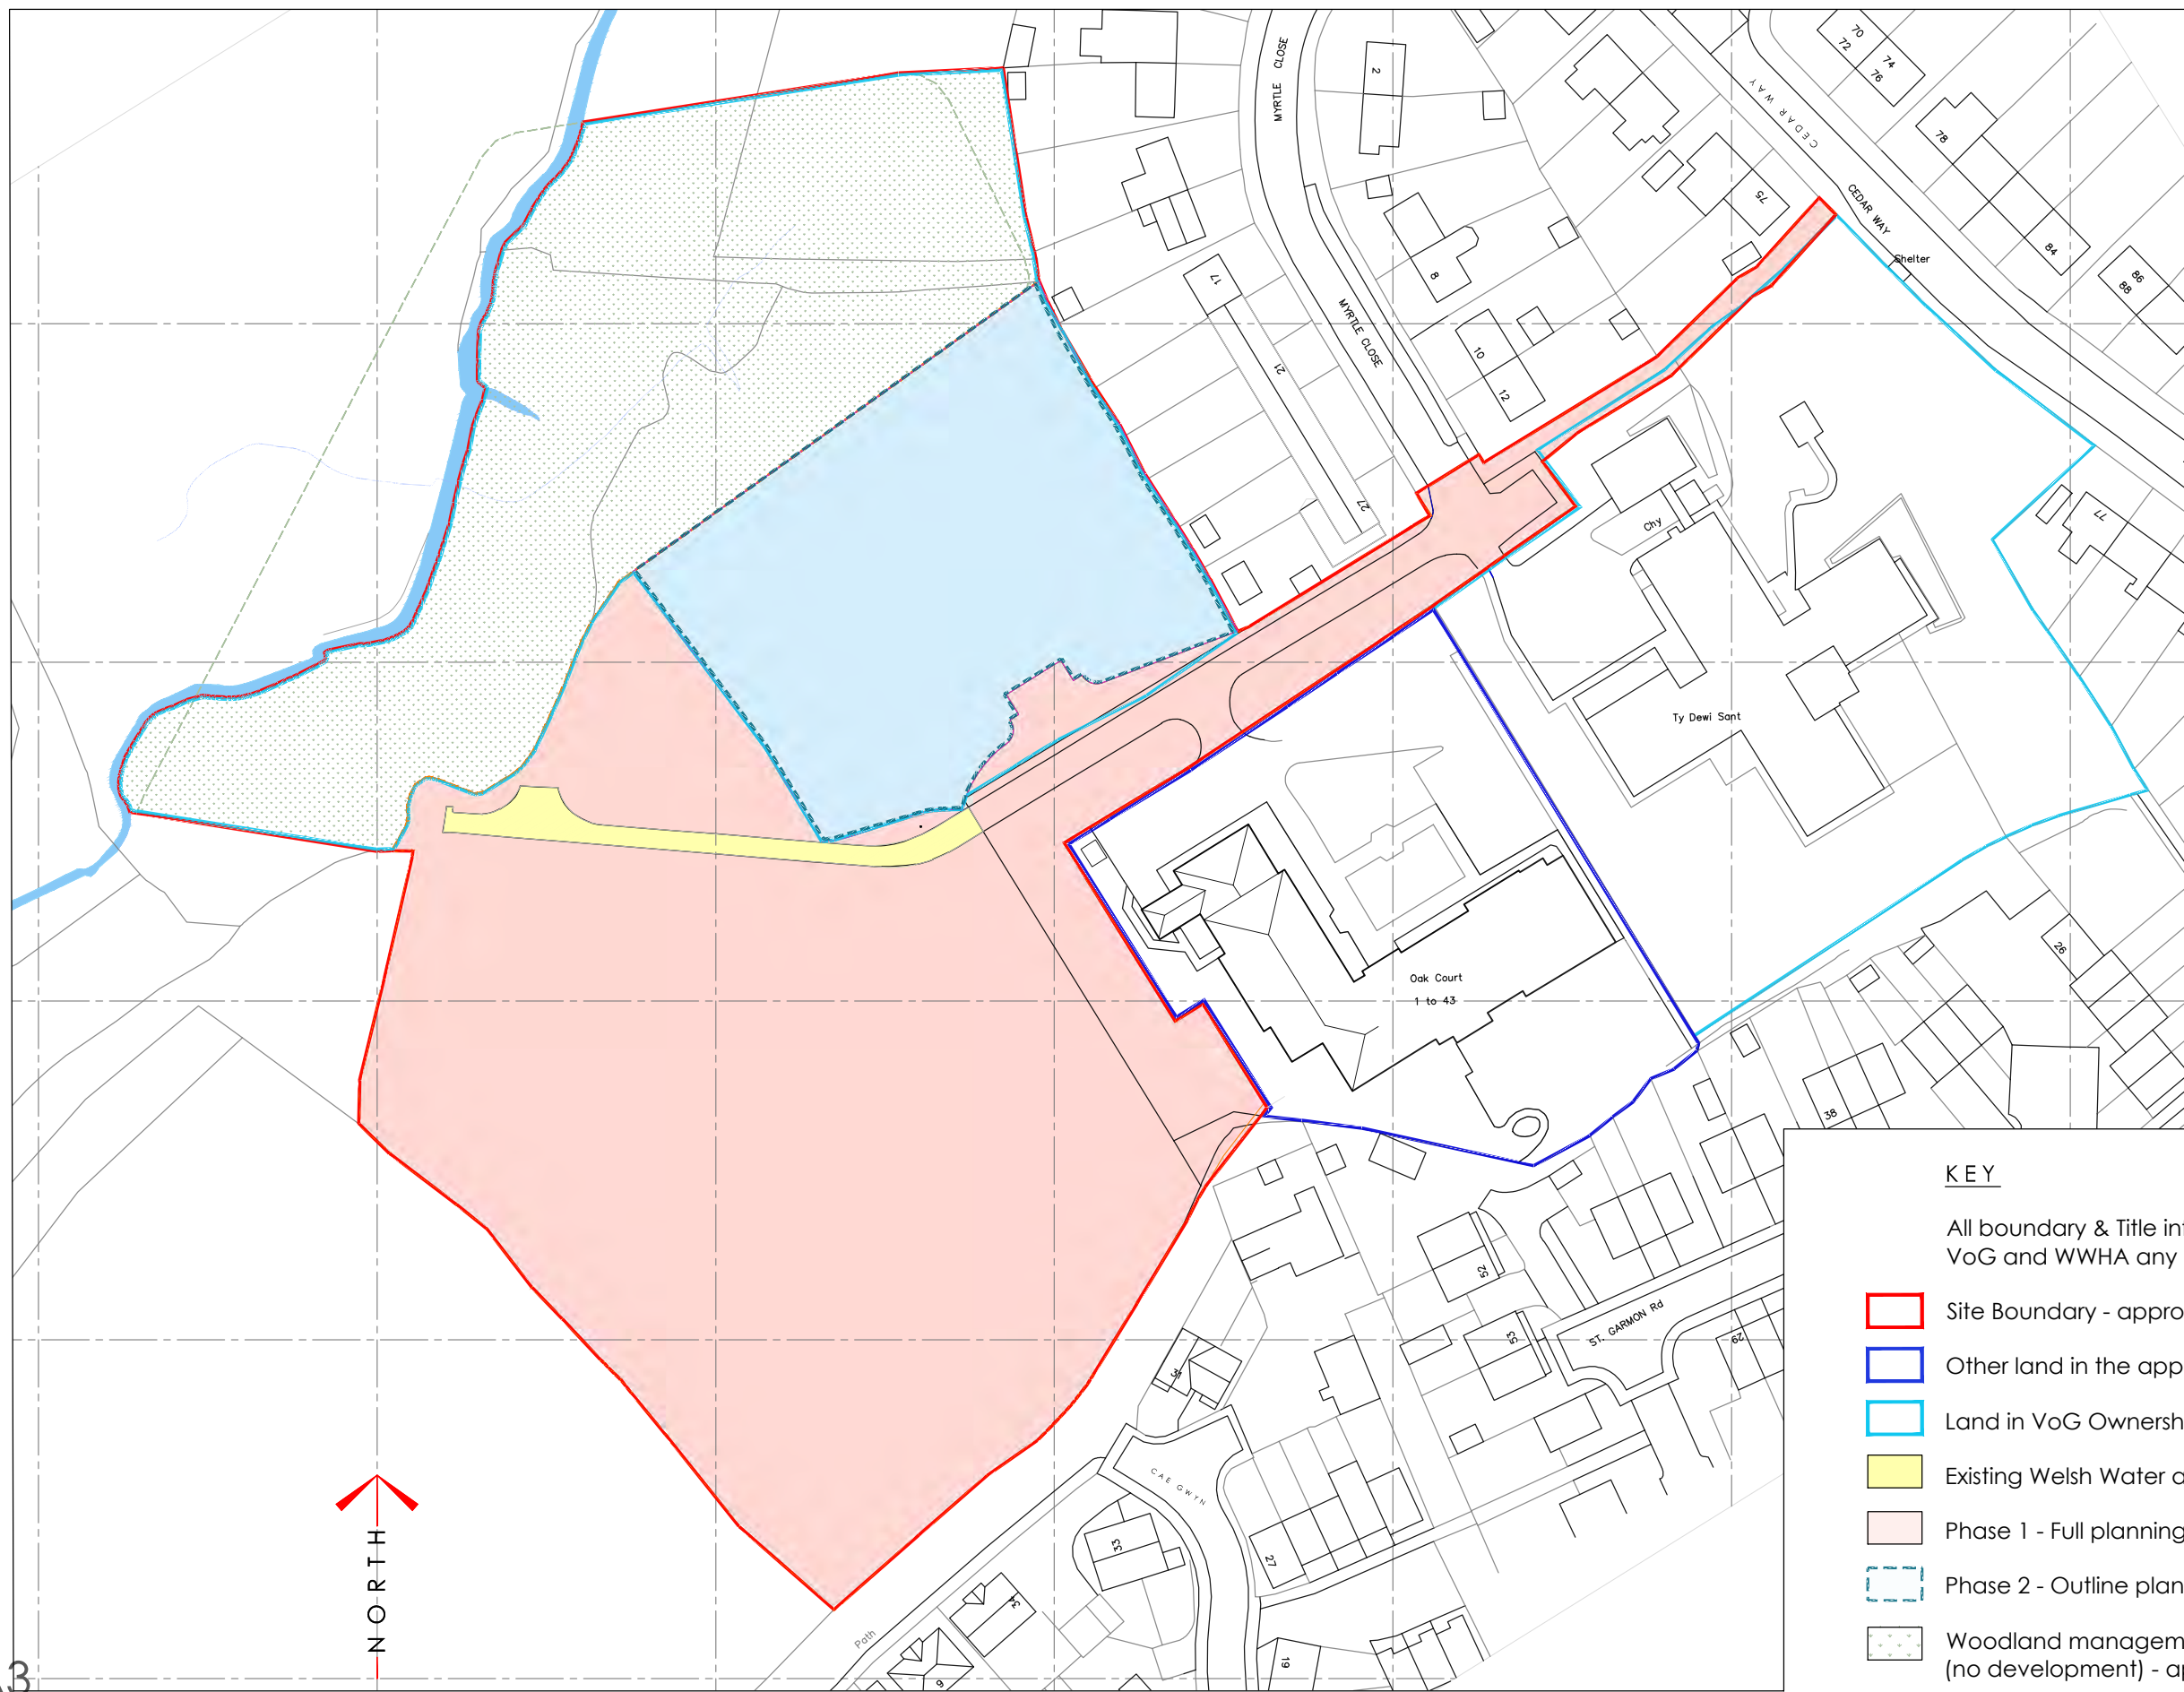 MYRTLE CLOSE
2
70
72
74
76
CEDAR WAY
78
75
CEDAR WAY
Shelter
84
86
88
17
8
MYRTLE CLOSE
21
10
12
27
Chy
77
Ty Dewi Sant
Oak Court
1 to 43
26
38
52
53
ST. GARMON Rd
29
31
CAE GWYN
33
27
34
Path
6
19
NORTH
A3
KEY
All boundary & Title in
VoG and WWHA any
Site Boundary - appro
Other land in the app
Land in VoG Ownersh
Existing Welsh Water a
Phase 1 - Full planning
Phase 2 - Outline plan
Woodland managem
(no development) - a